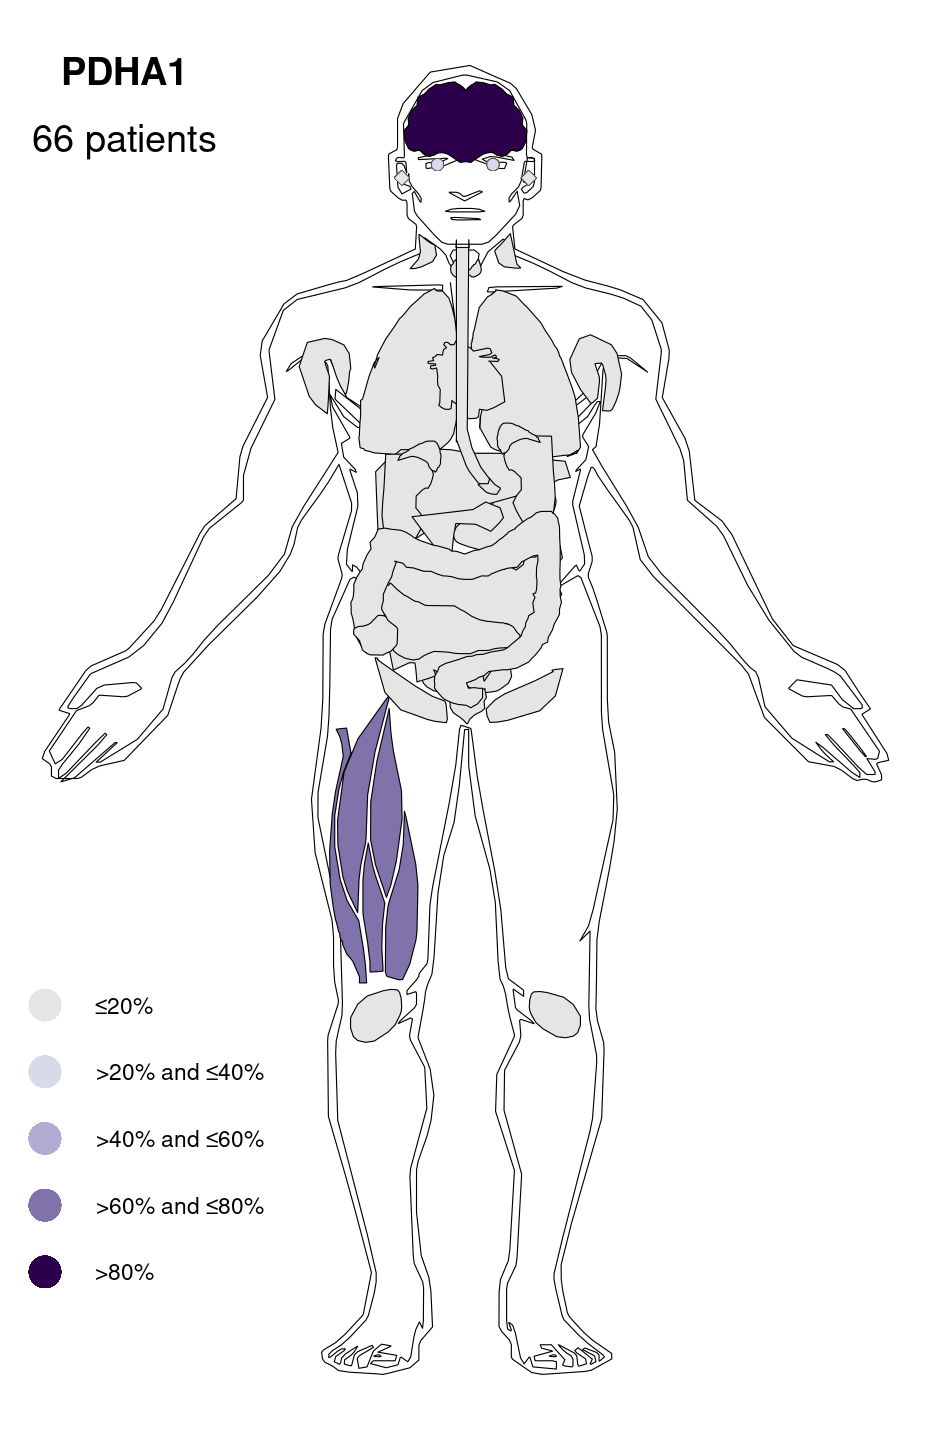 PDHA1
66 patients
≤20%
>20% and ≤40%
>40% and ≤60%
>60% and ≤80%
>80%